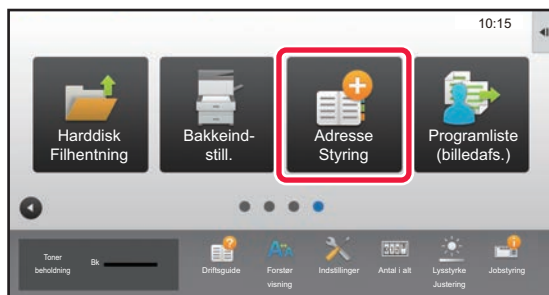 10:15
Harddisk
Filhentning
Bakkeind-
still.
Adresse
Styring
Programliste
(billedafs.)
Toner
beholdning
Bk
Driftsguide
Forstør
visning
Indstillinger
Antal i alt
Lysstyrke
Justering
Jobstyring